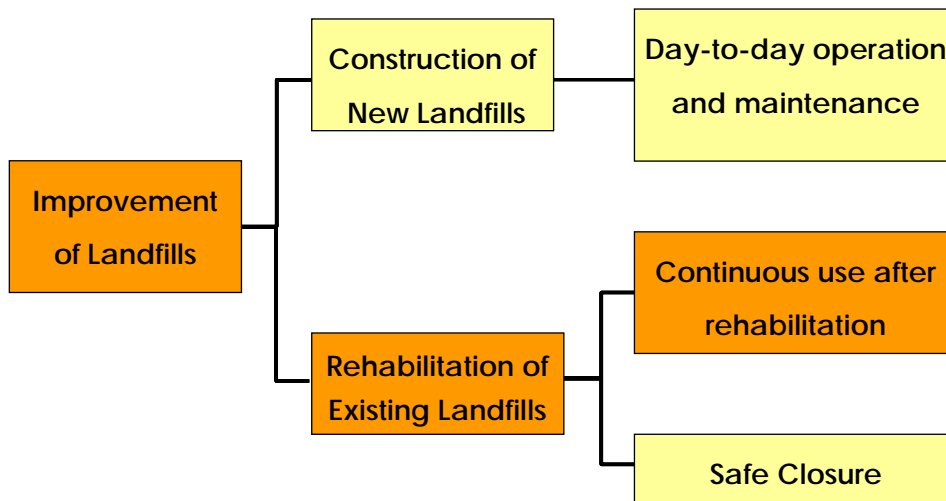 Construction of
New Landfills
Day-to-day operation
and maintenance
Improvement
of Landfills
Continuous use after
rehabilitation
Rehabilitation of
Existing Landfills
Safe Closure